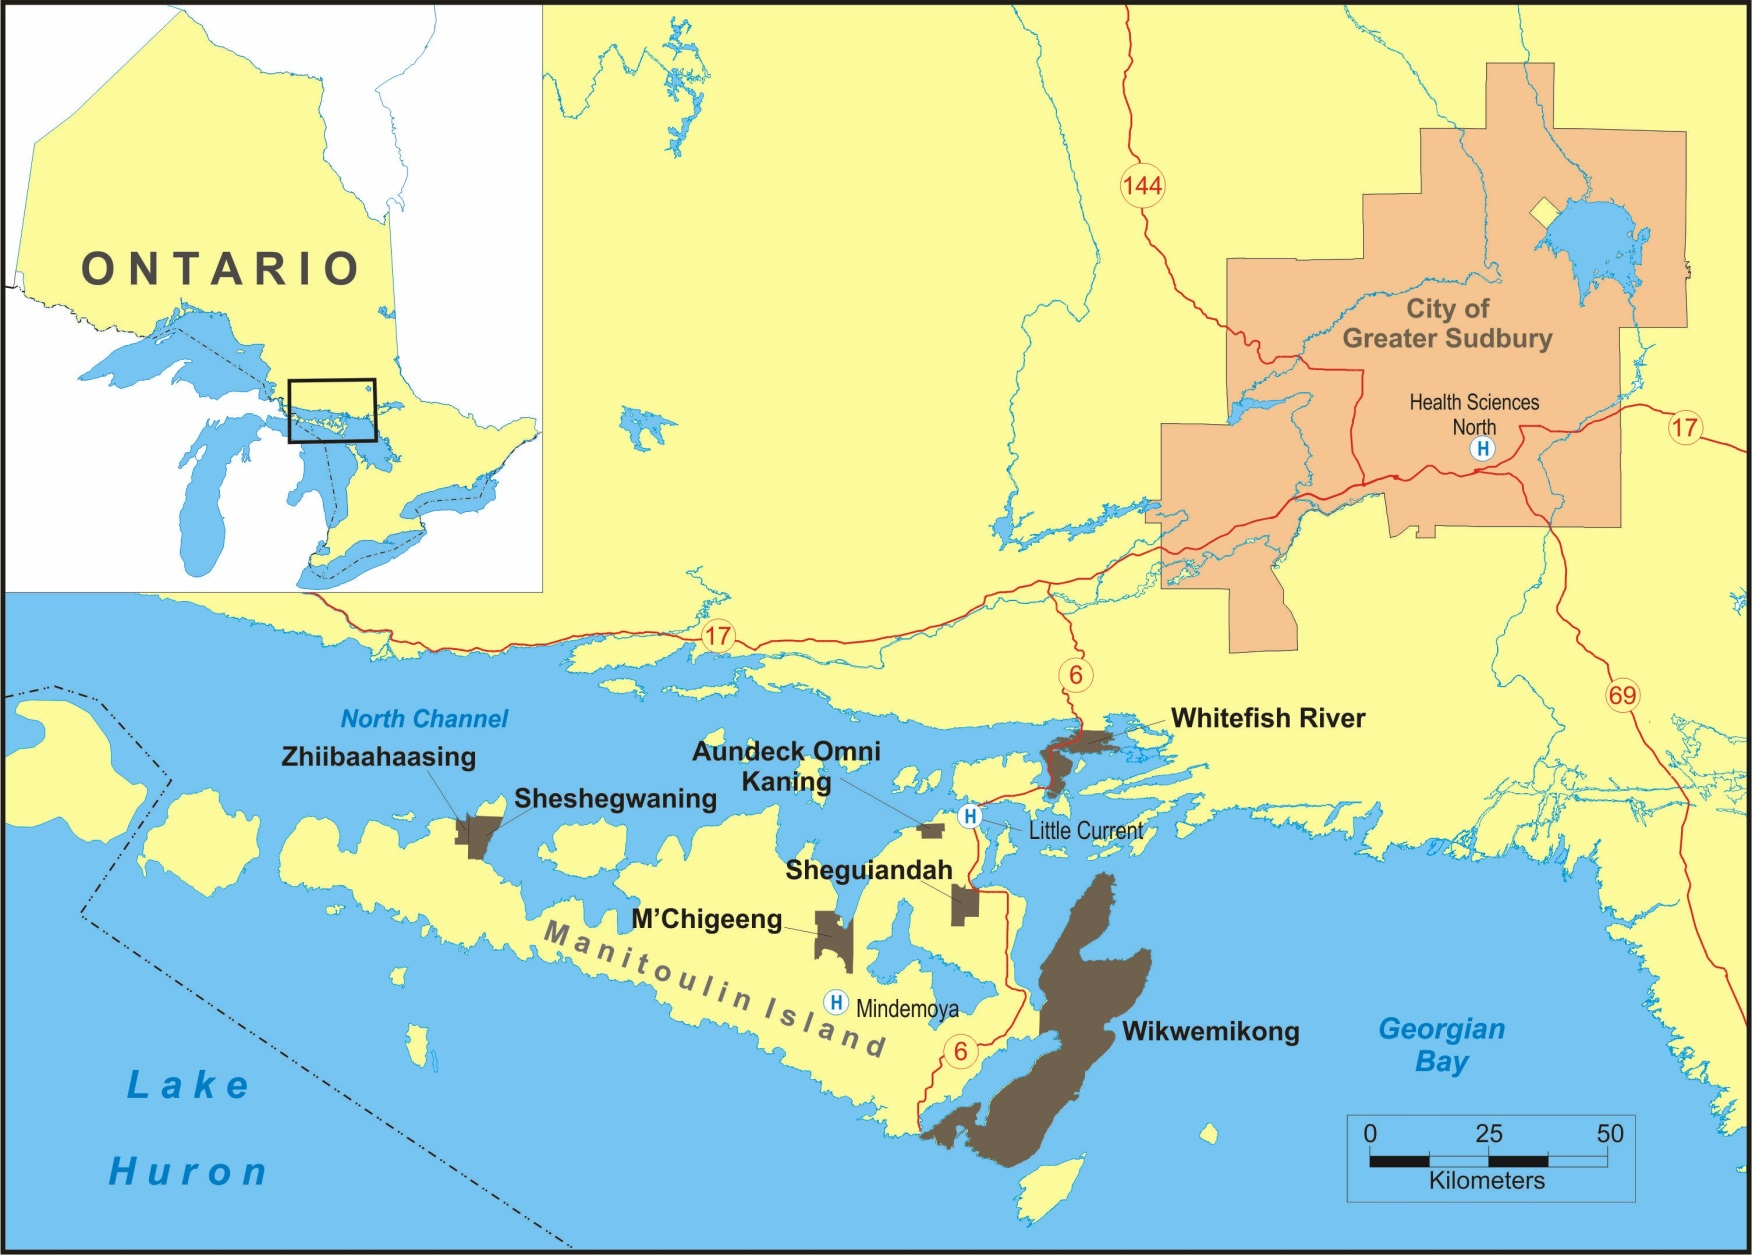 ONTARIO
144
City of
Greater Sudbury
Health Sciences
North
H
17
17
6
69
North Channel
Zhiibaahaasing
Sheshegwaning
Aundeck Omni
Kaning
Whitefish River
H
Little Current
Sheguiandah
M'Chigeeng
Manitoulin Island
H Mindemoya
6
Wikwemikong
Georgian
Bay
Lake
Huron
0 25 50
Kilometers